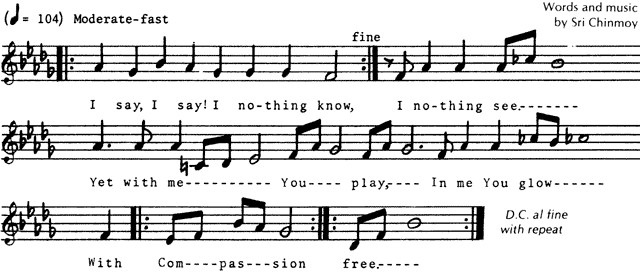 (♩= 104) Moderate-fast
Words and music
by Sri Chinmoy
fine
I say, I say! I no-thing know, I no-thing see.-------
Yet with me---------- You---- play,---- In me You glow------
D.C. al fine
with repeat
With Com----pas---sion free.-----